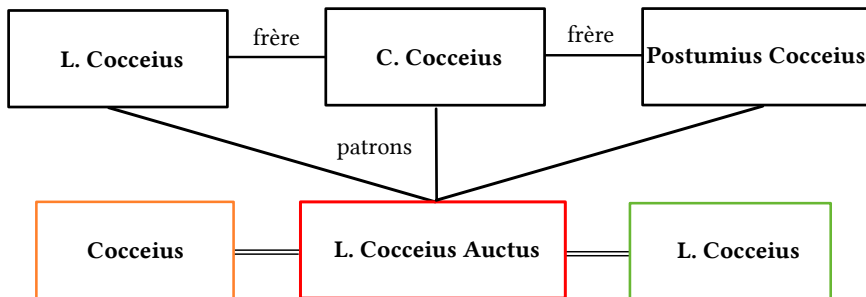 frère
frère
L. Cocceius
C. Cocceius
Postumius Cocceius
patrons
Cocceius
L. Cocceius Auctus
L. Cocceius